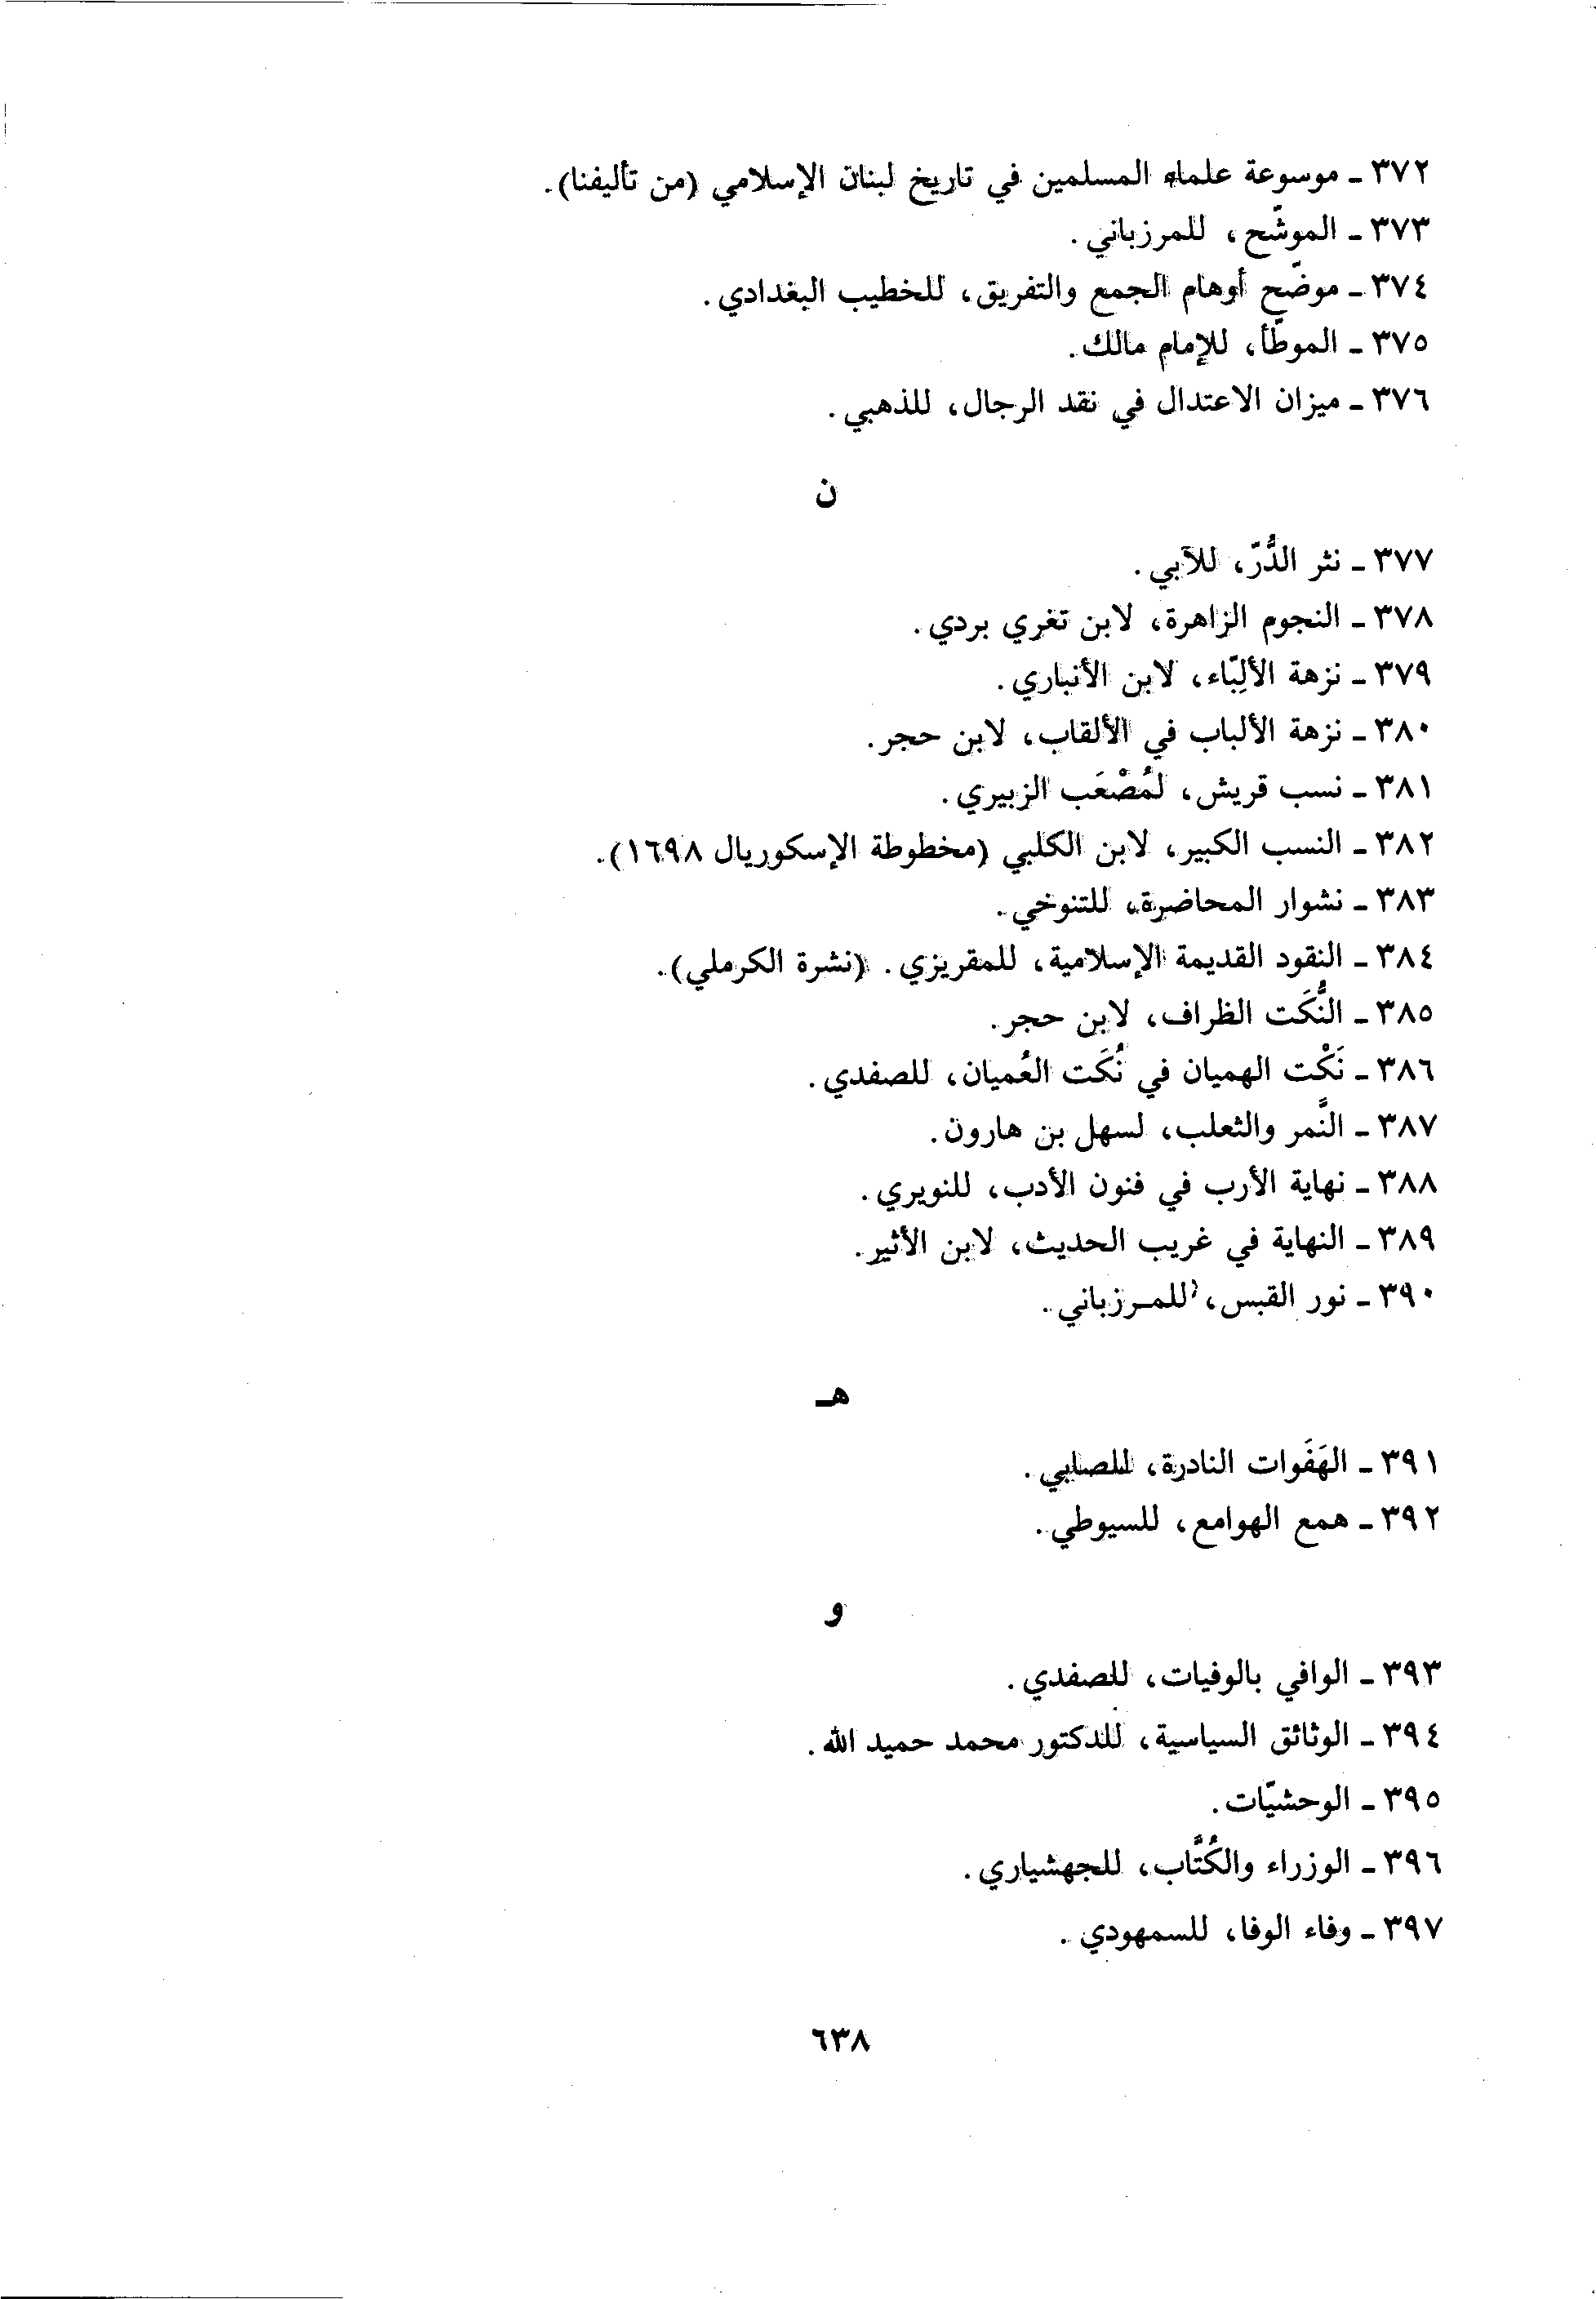 ٣٧٢ ـ موسوعة علماء المسلمين في تاريخ لبنان الإسلامي (من تأليفنا).
٣٧٣ ـ الموشّح، للمرزباني.
٣٧٤ ـ موضّح أوهام الجمع والتفريق، للخطيب البغدادي.
٣٧٥ ـ الموطّأ، للإمام مالك.
٣٧٦ ـ ميزان الاعتدال في نقد الرجال، للذهبي.
ن
٣٧٧ ـ نثر الدُّرّ، للآبي.
٣٧٨ ـ النجوم الزاهرة، لابن تغري بردي.
٣٧٩ ـ نزهة الألِبّاء، لابن الأنباري.
٣٨٠ ـ نزهة الألباب في الألقاب، لابن حجر.
٣٨١ ـ نسب قريش، لمُصْعَب الزبيري.
٣٨٢ ـ النسب الكبير، لابن الكلبي (مخطوطة الإسكوريال ١٦٩٨).
٣٨٣ ـ نشوار المحاضرة، للتنوخي.
٣٨٤ ـ النقود القديمة الإسلامية، للمقريزي. (نشرة الكرملي).
٣٨٥ ـ النُّكَت الظراف، لابن حجر.
٣٨٦ ـ نَكْت الهميان في نُكَت العُميان، للصفدي.
٣٨٧ ـ النَّمر والثعلب، لسهل بن هارون.
٣٨٨ ـ نهاية الأرب في فنون الأدب، للنويري.
٣٨٩ ـ النهاية في غريب الحديث، لابن الأثير.
٣٩٠ ـ نور القبس، للمـرزباني.
هـ
٣٩١ ـ الهَفَوات النادرة، للصابي.
٣٩٢ ـ همع الهوامع، للسيوطي.
و
٣٩٣ ـ الوافي بالوفيات، للصفدي.
٣٩٤ ـ الوثائق السياسية، للدكتور محمد حميد الله.
٣٩٥ ـ الوحشيّات.
٣٩٦ ـ الوزراء والكُتَّاب، للجهشياري.
٣٩٧ ـ وفاء الوفا، للسمهودي.
٦٣٨